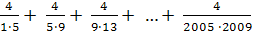 4/(1·5) + 4/(5·9) + 4/(9·13) + ... + 4/(2005·2009)